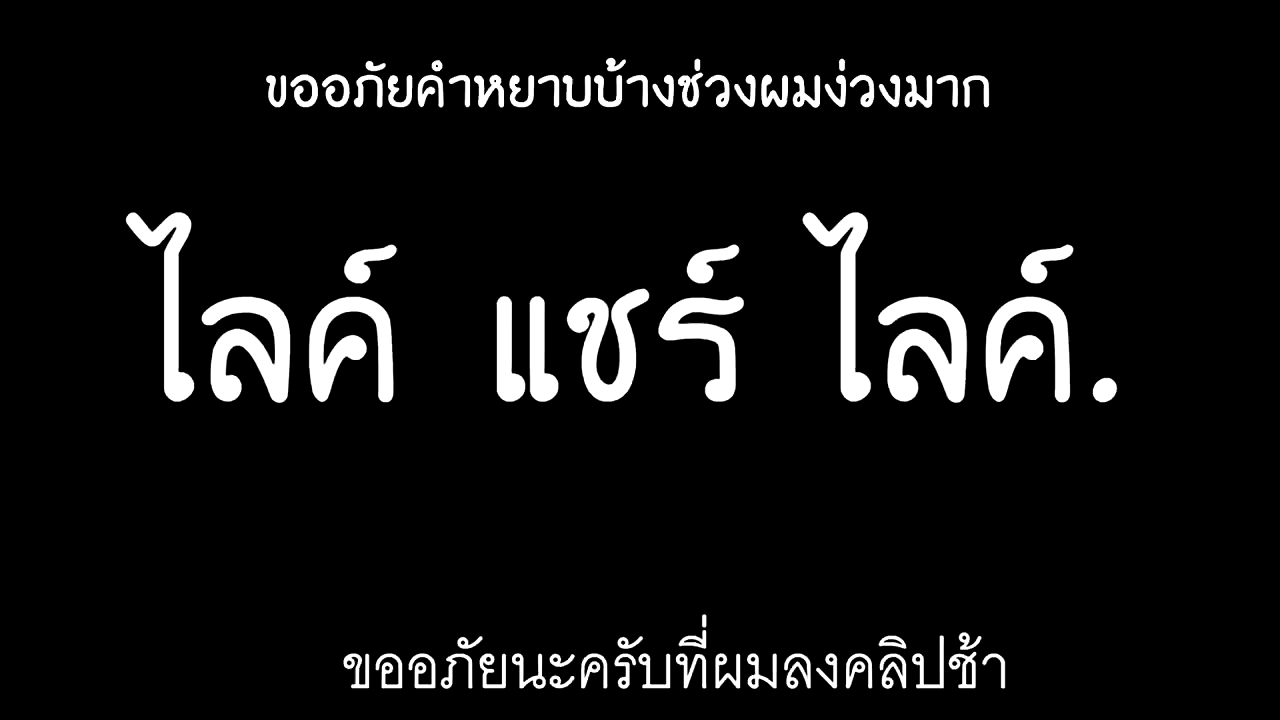 ขออภัยคำหยาบบ้างช่วงผมง่วงมาก
ไลค์ แชร์ ไลค์.
ขออภัยนะครับที่ผมลงคลิปช้า